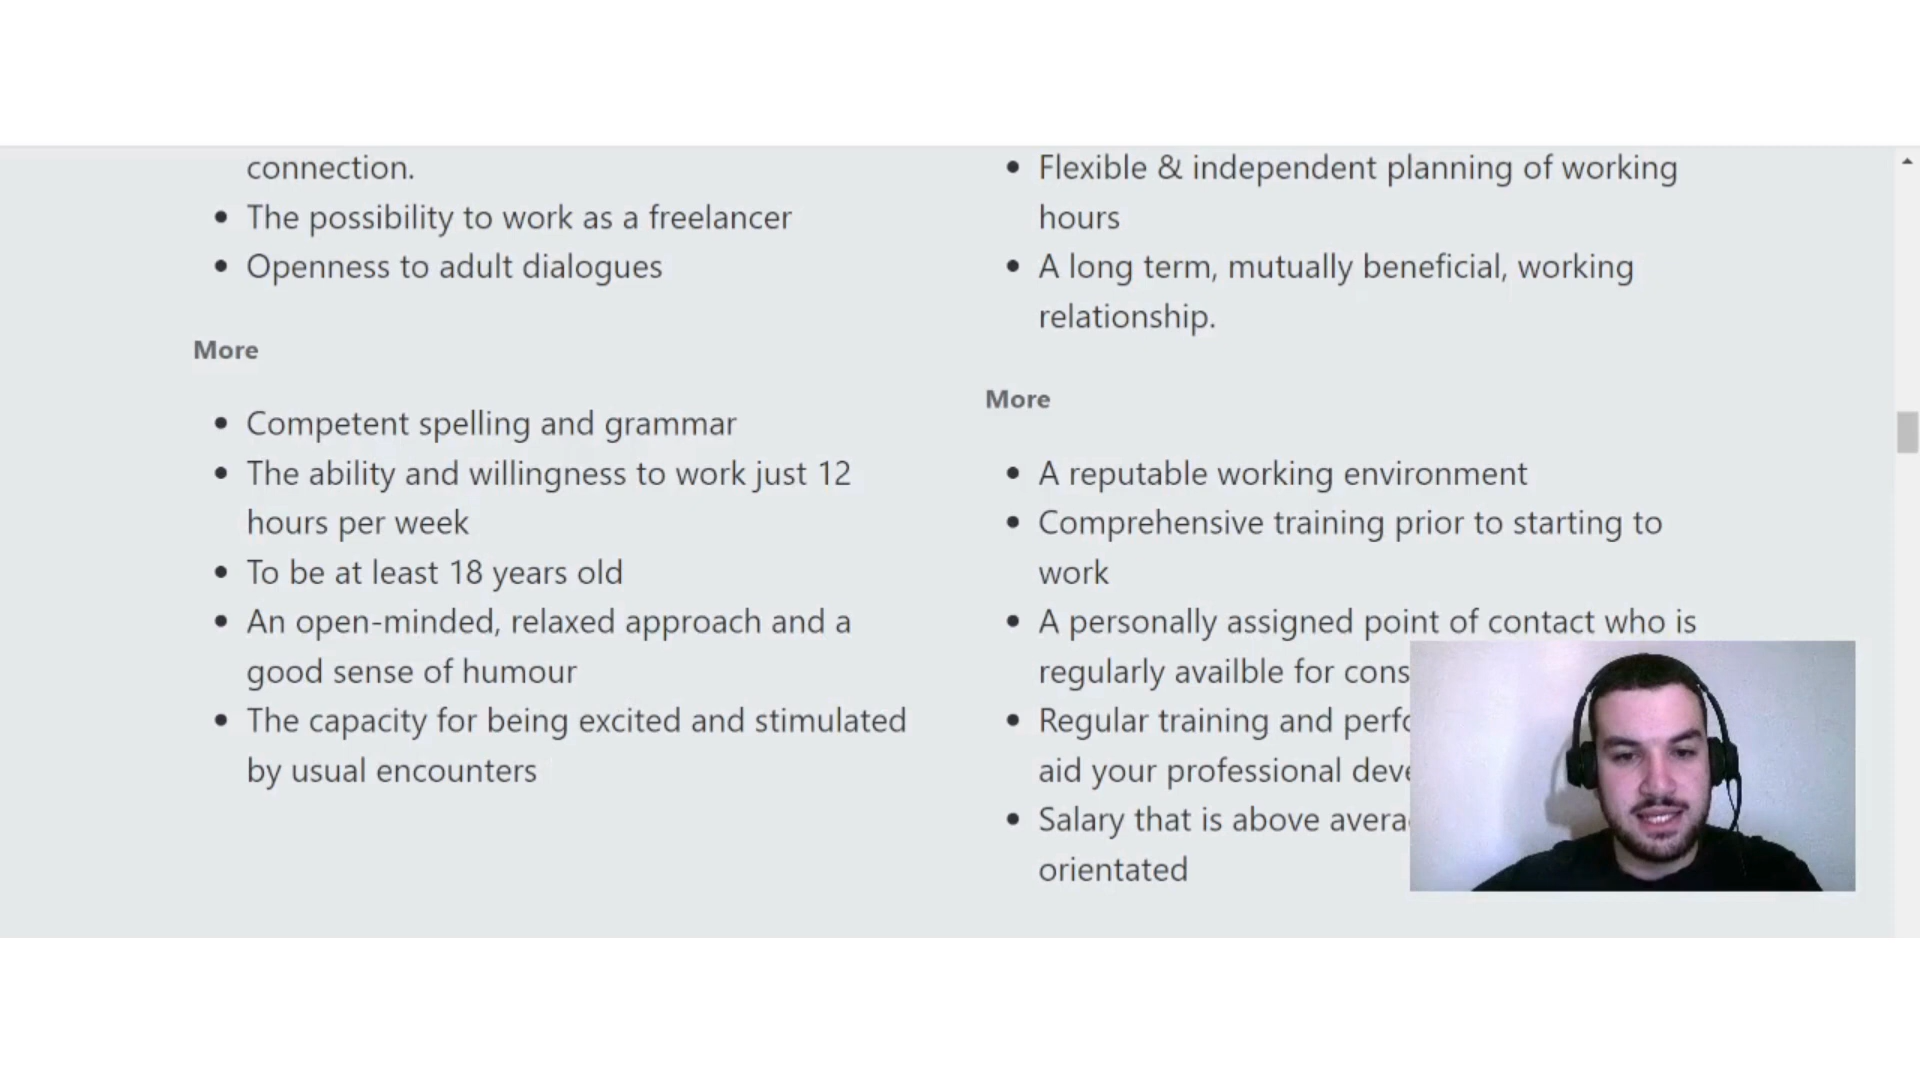 connection.
• The possibility to work as a freelancer
• Openness to adult dialogues
More
• Competent spelling and grammar
• The ability and willingness to work just 12
hours per week
• To be at least 18 years old
• An open-minded, relaxed approach and a
good sense of humour
• The capacity for being excited and stimulated
by usual encounters
• Flexible & independent planning of working
hours
• A long term, mutually beneficial, working
relationship.
More
• A reputable working environment
• Comprehensive training prior to starting to
work
• A personally assigned point of contact who is
regularly availble for cons
• Regular training and perfo
aid your professional deve
• Salary that is above avera
orientated